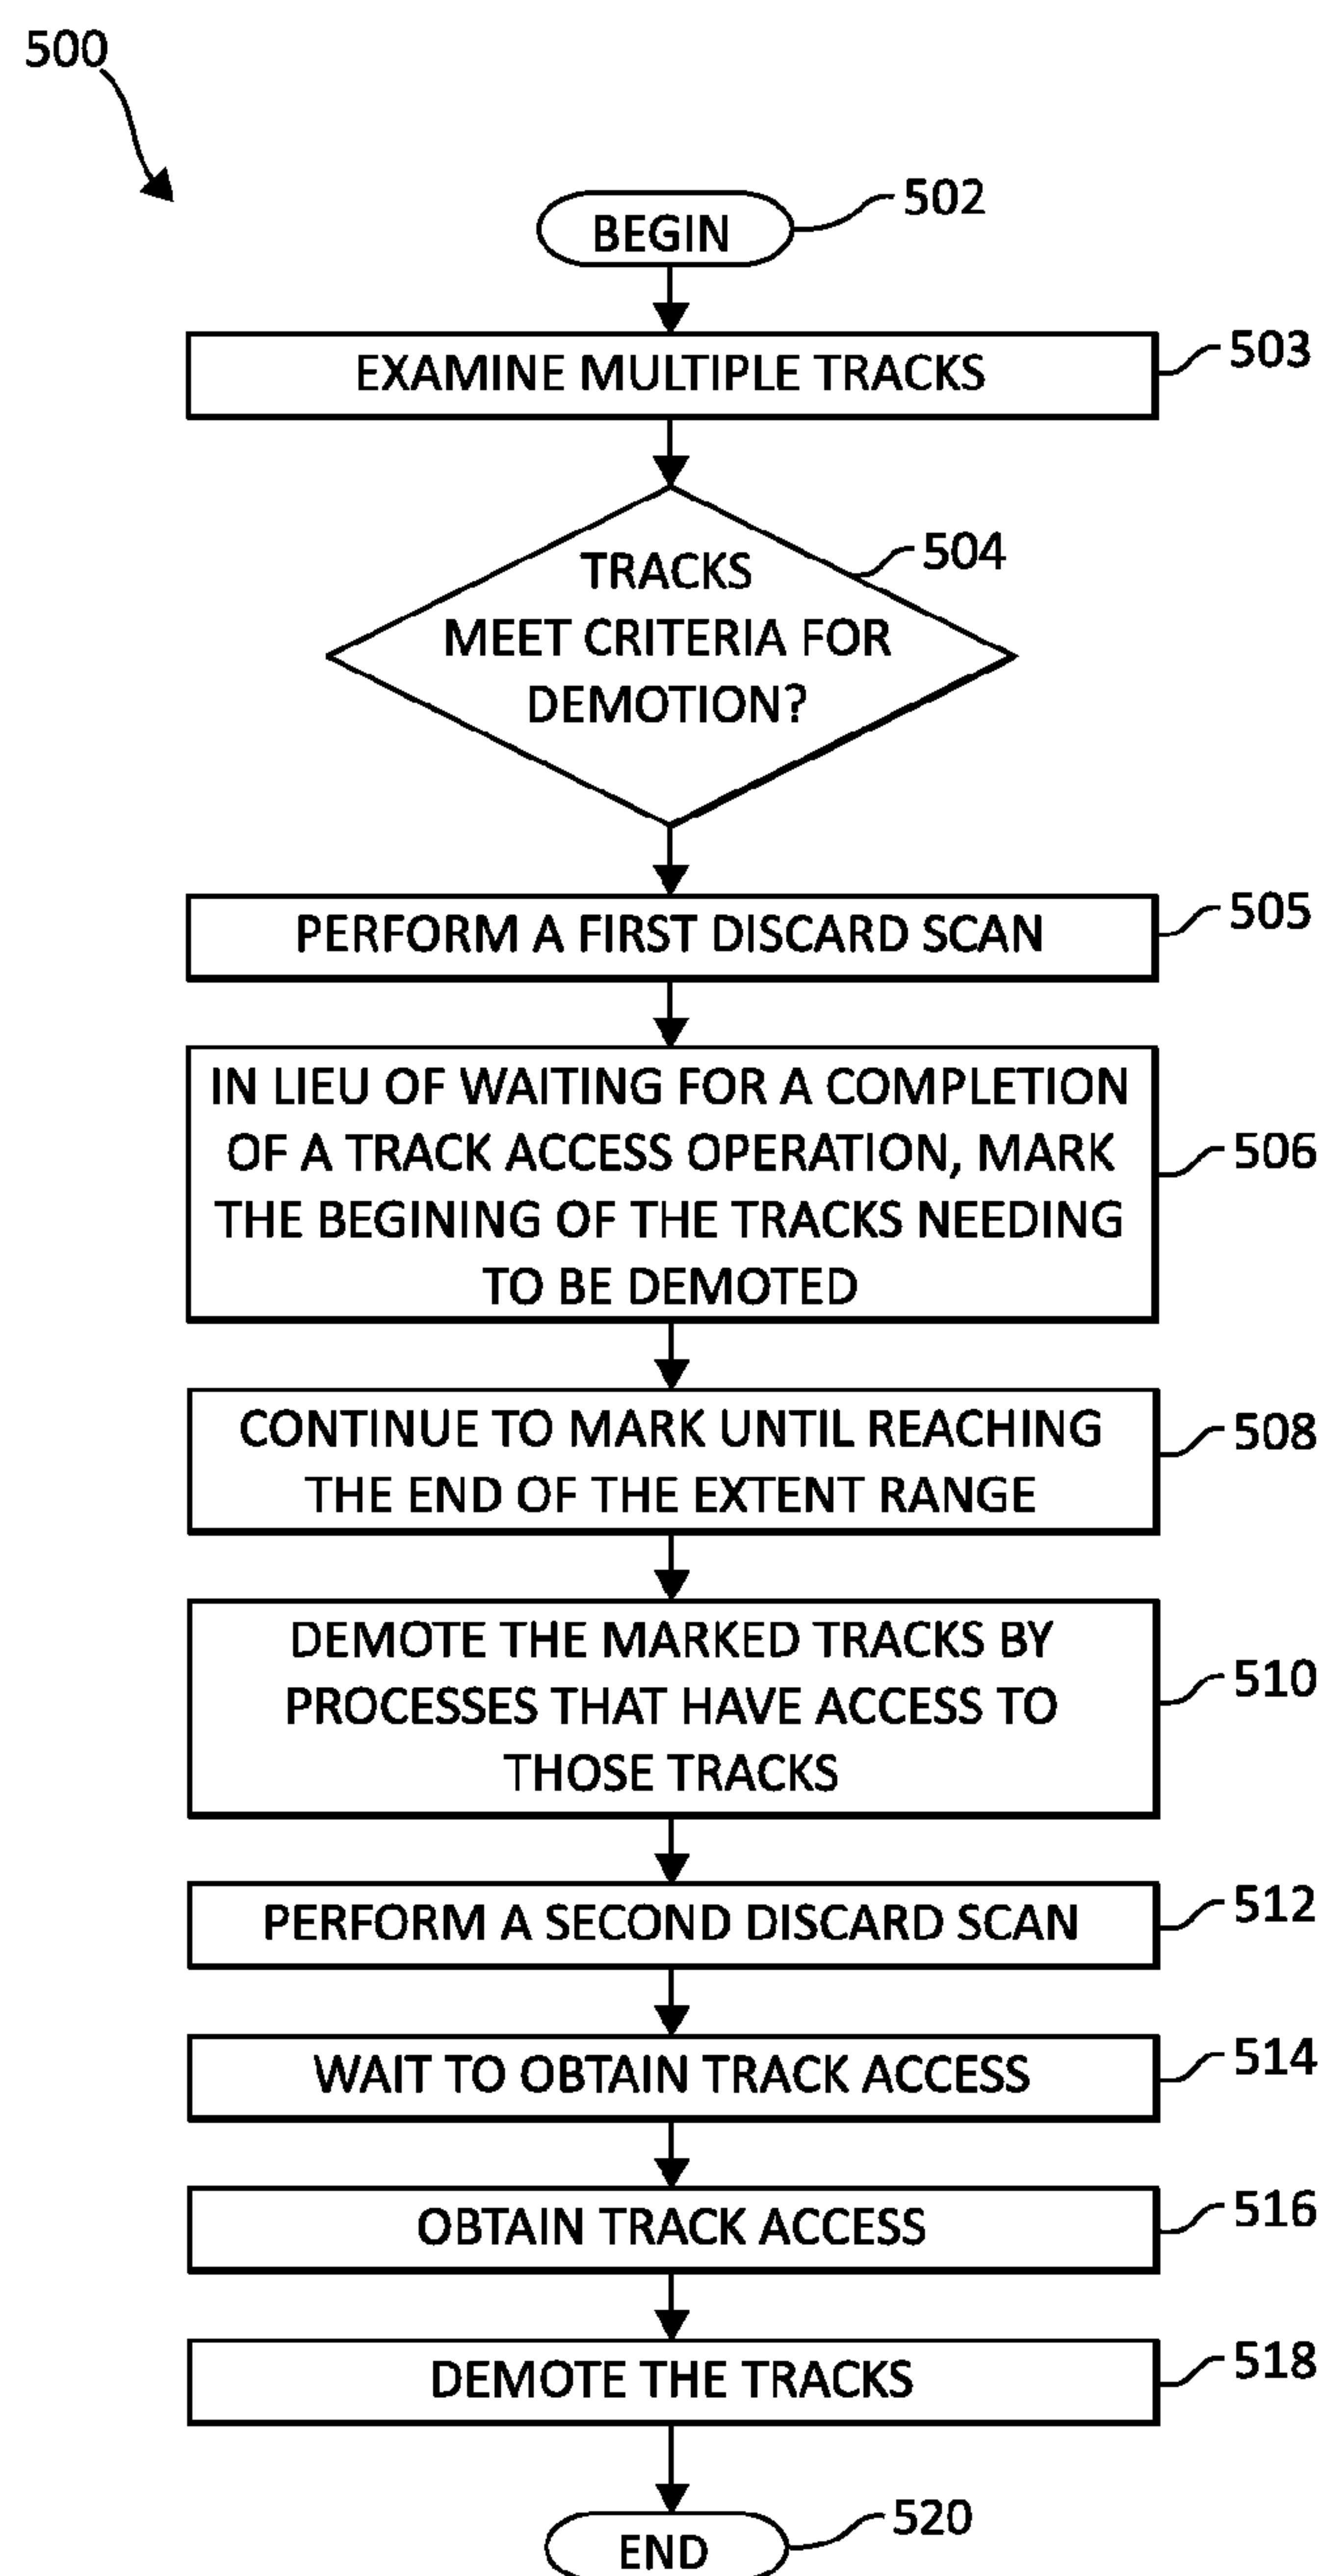 500
BEGIN
502
EXAMINE MULTIPLE TRACKS
503
TRACKS
MEET CRITERIA FOR
DEMOTION?
504
PERFORM A FIRST DISCARD SCAN
505
IN LIEU OF WAITING FOR A COMPLETION
OF A TRACK ACCESS OPERATION, MARK
THE BEGINING OF THE TRACKS NEEDING
TO BE DEMOTED
506
CONTINUE TO MARK UNTIL REACHING
THE END OF THE EXTENT RANGE
508
DEMOTE THE MARKED TRACKS BY
PROCESSES THAT HAVE ACCESS TO
THOSE TRACKS
510
PERFORM A SECOND DISCARD SCAN
512
WAIT TO OBTAIN TRACK ACCESS
514
OBTAIN TRACK ACCESS
516
DEMOTE THE TRACKS
518
END
520